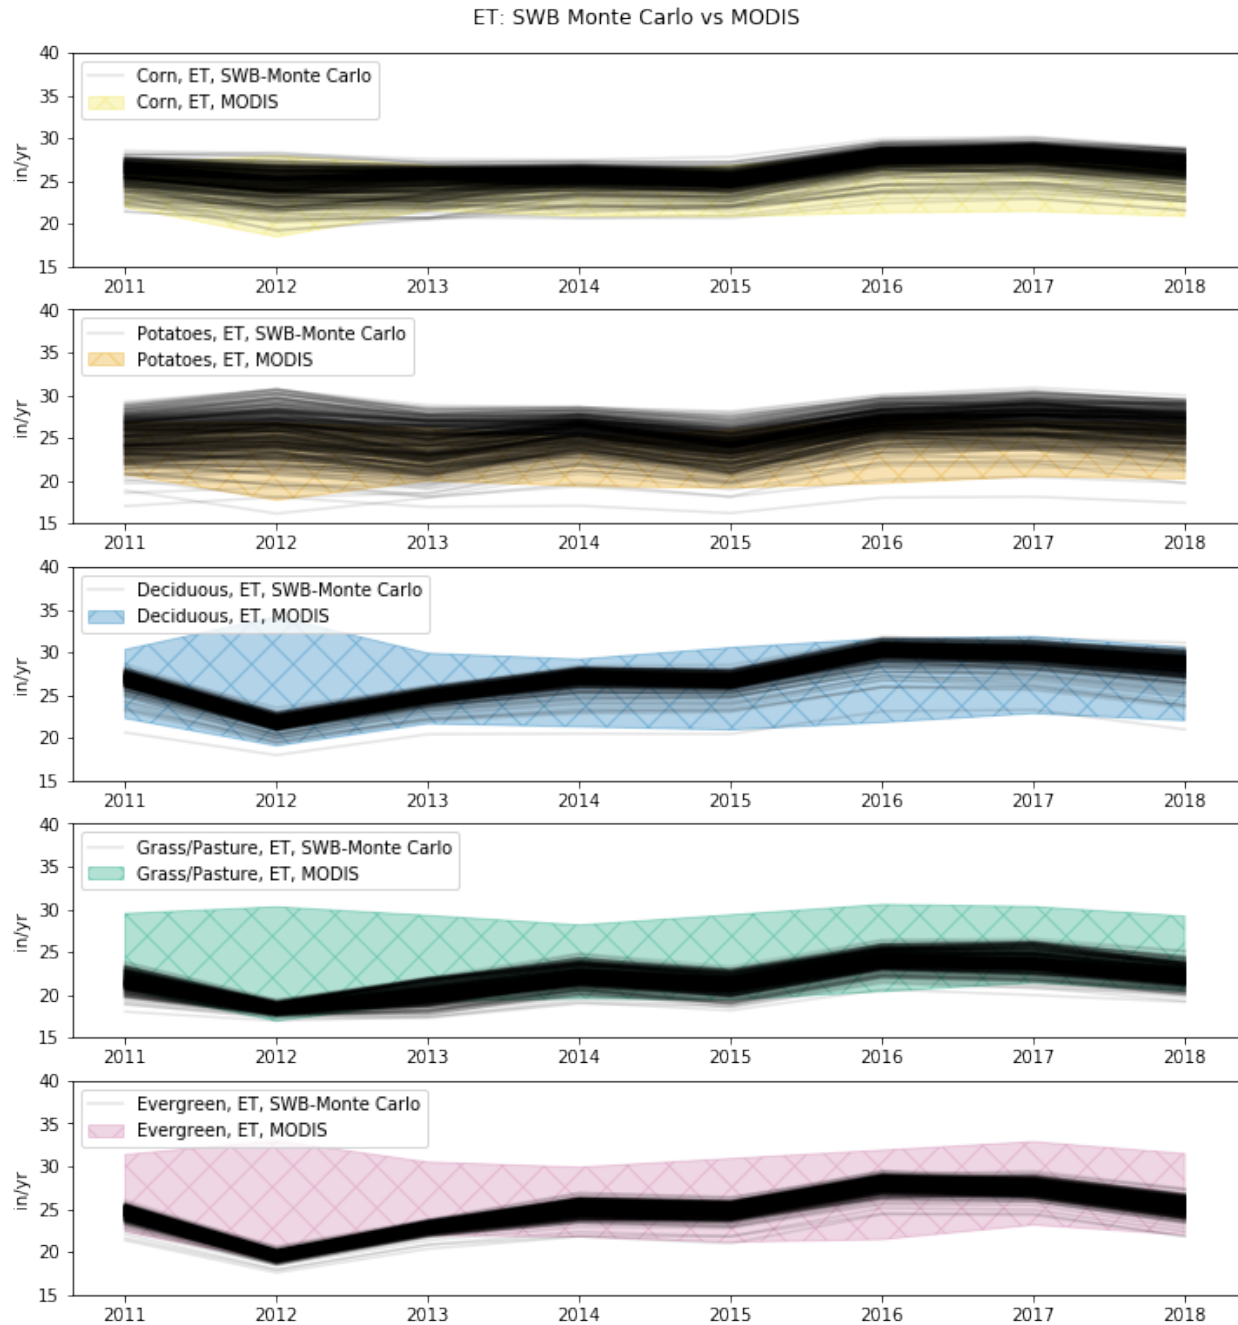 ET: SWB Monte Carlo vs MODIS
40
35
30
25
20
15
in/yr
Corn, ET, SWB-Monte Carlo
Corn, ET, MODIS
2011 2012 2013 2014 2015 2016 2017 2018
40
35
30
25
20
15
in/yr
Potatoes, ET, SWB-Monte Carlo
Potatoes, ET, MODIS
2011 2012 2013 2014 2015 2016 2017 2018
40
35
30
25
20
15
in/yr
Deciduous, ET, SWB-Monte Carlo
Deciduous, ET, MODIS
2011 2012 2013 2014 2015 2016 2017 2018
40
35
30
25
20
15
in/yr
Grass/Pasture, ET, SWB-Monte Carlo
Grass/Pasture, ET, MODIS
2011 2012 2013 2014 2015 2016 2017 2018
40
35
30
25
20
15
in/yr
Evergreen, ET, SWB-Monte Carlo
Evergreen, ET, MODIS
2011 2012 2013 2014 2015 2016 2017 2018